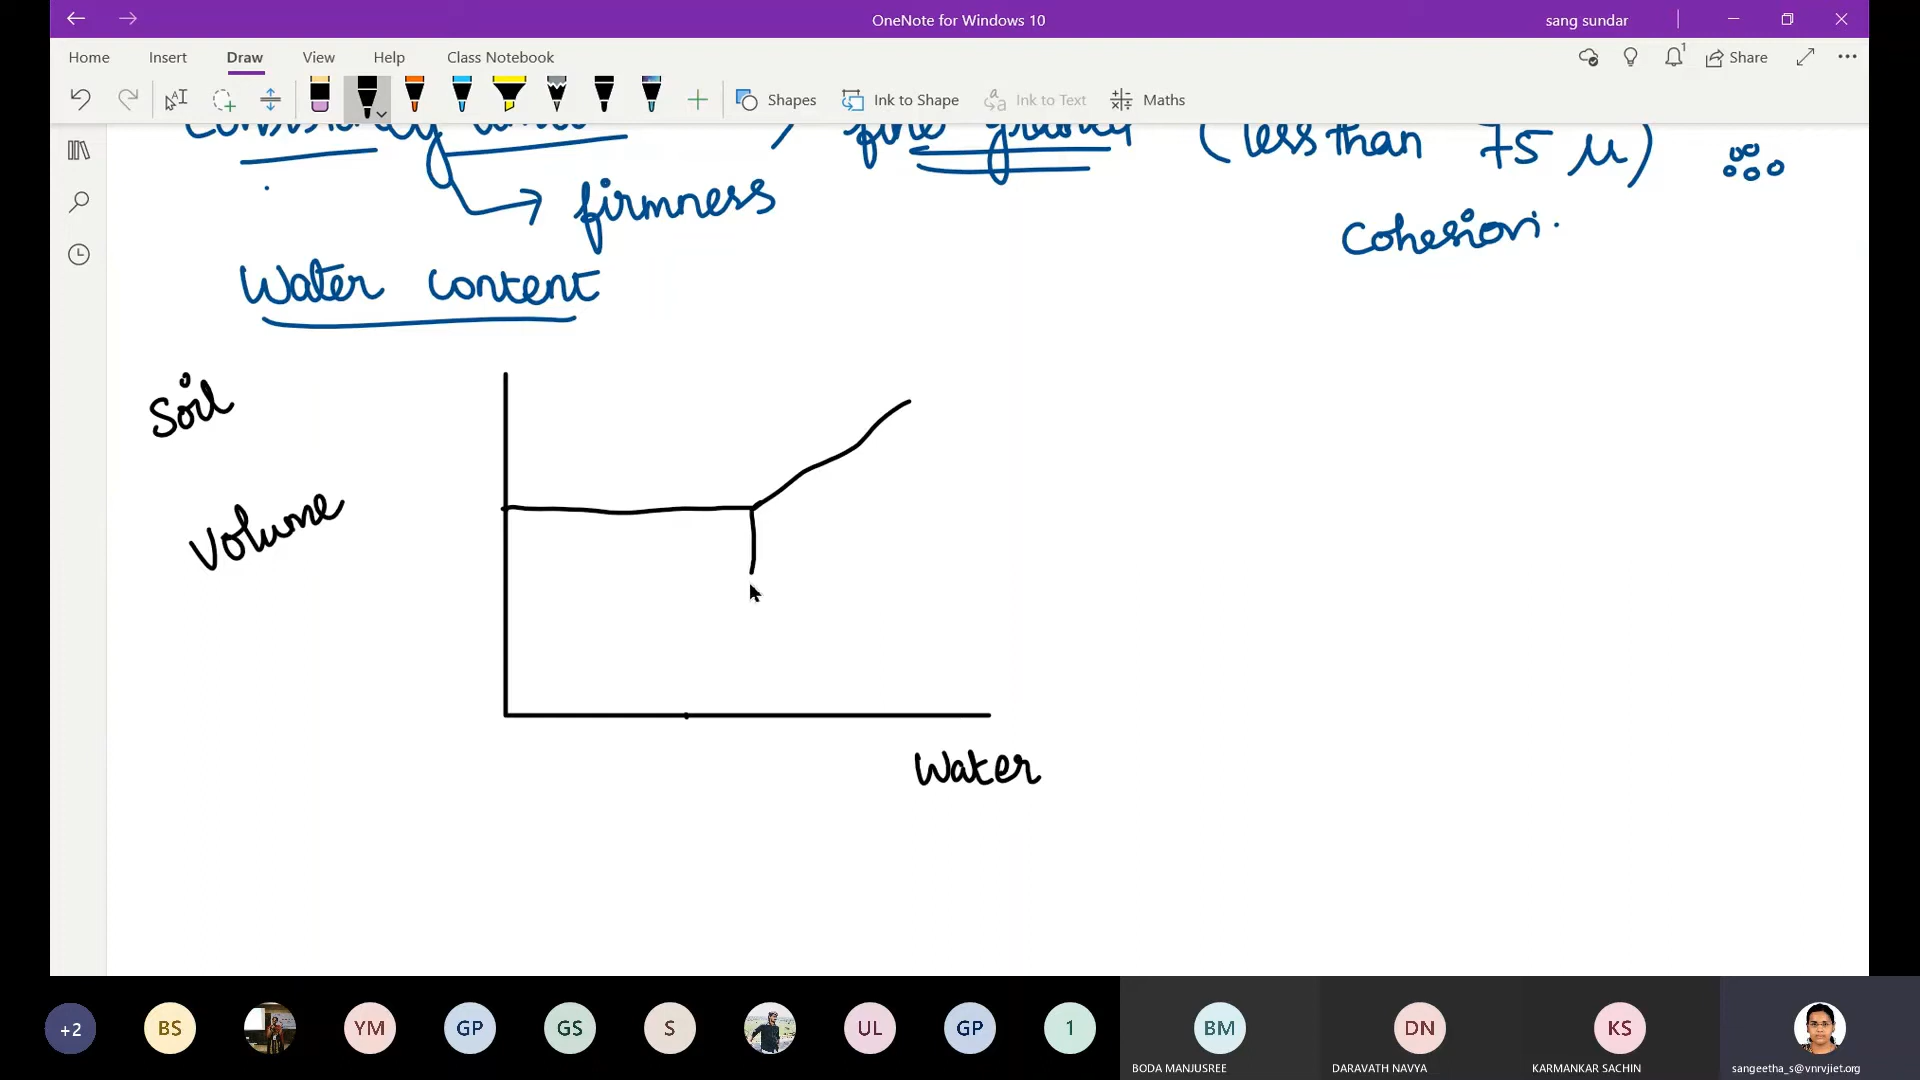 OneNote for Windows 10
sang sundar
Home Insert Draw View Help Class Notebook
1
Share
Shapes Ink to Shape Ink to Text Maths
(less than 75 μ)
firmness
cohesion.
Water content
Soil
Volume
Water
+2 BS YM GP GS S UL GP 1 BM DN KS
BODA MANJUSREE DARAVATH NAVYA KARMANKAR SACHIN sangeetha_s@vnrvjiet.org